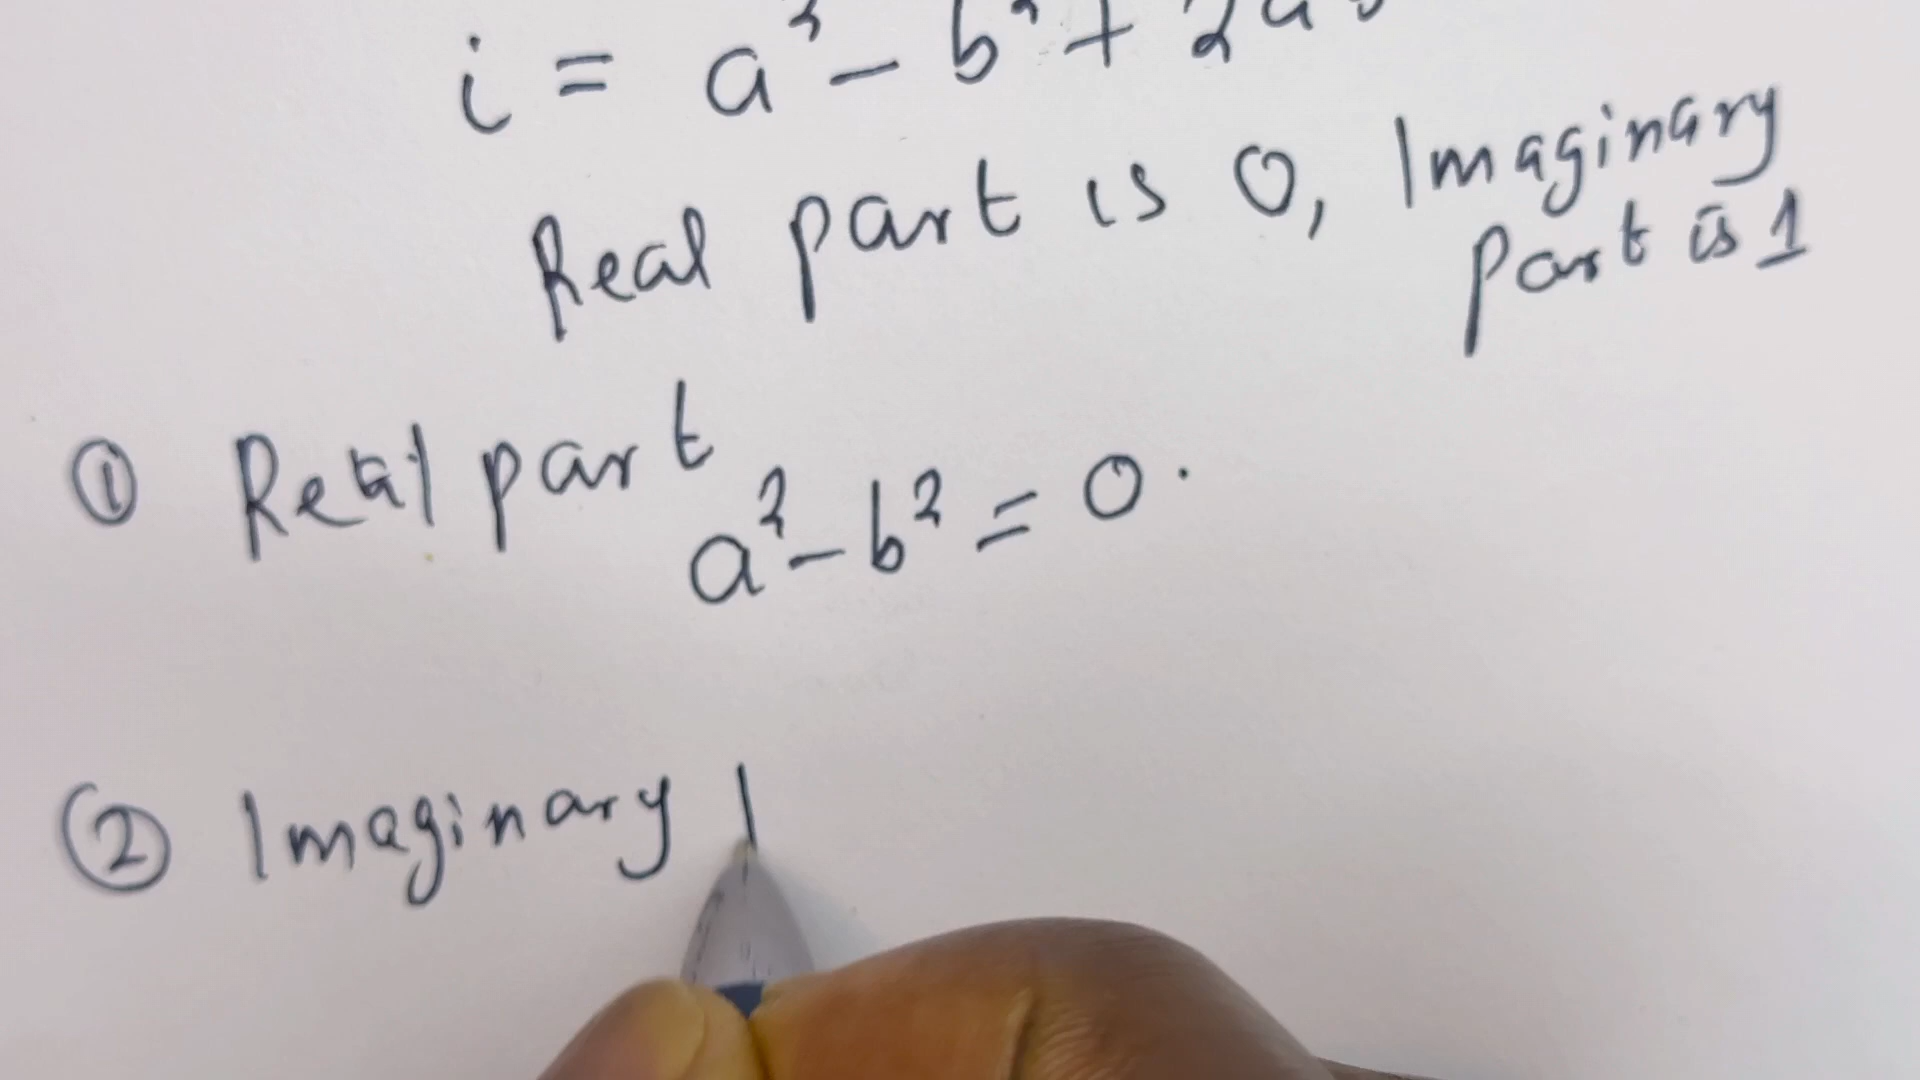 i = a² - b² + 2a
Real part is 0, Imaginary
part is 1
① Real part
a² - b² = 0.
② Imaginary